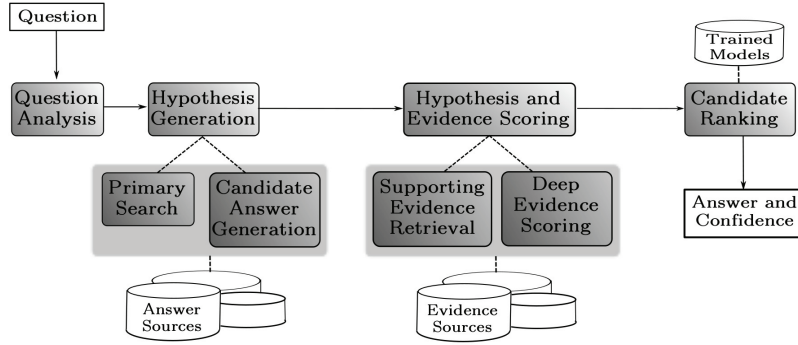 Question
Trained
Models
Question
Analysis
Hypothesis
Generation
Hypothesis and
Evidence Scoring
Candidate
Ranking
Primary
Search
Candidate
Answer
Generation
Supporting
Evidence
Retrieval
Deep
Evidence
Scoring
Answer and
Confidence
Answer
Sources
Evidence
Sources